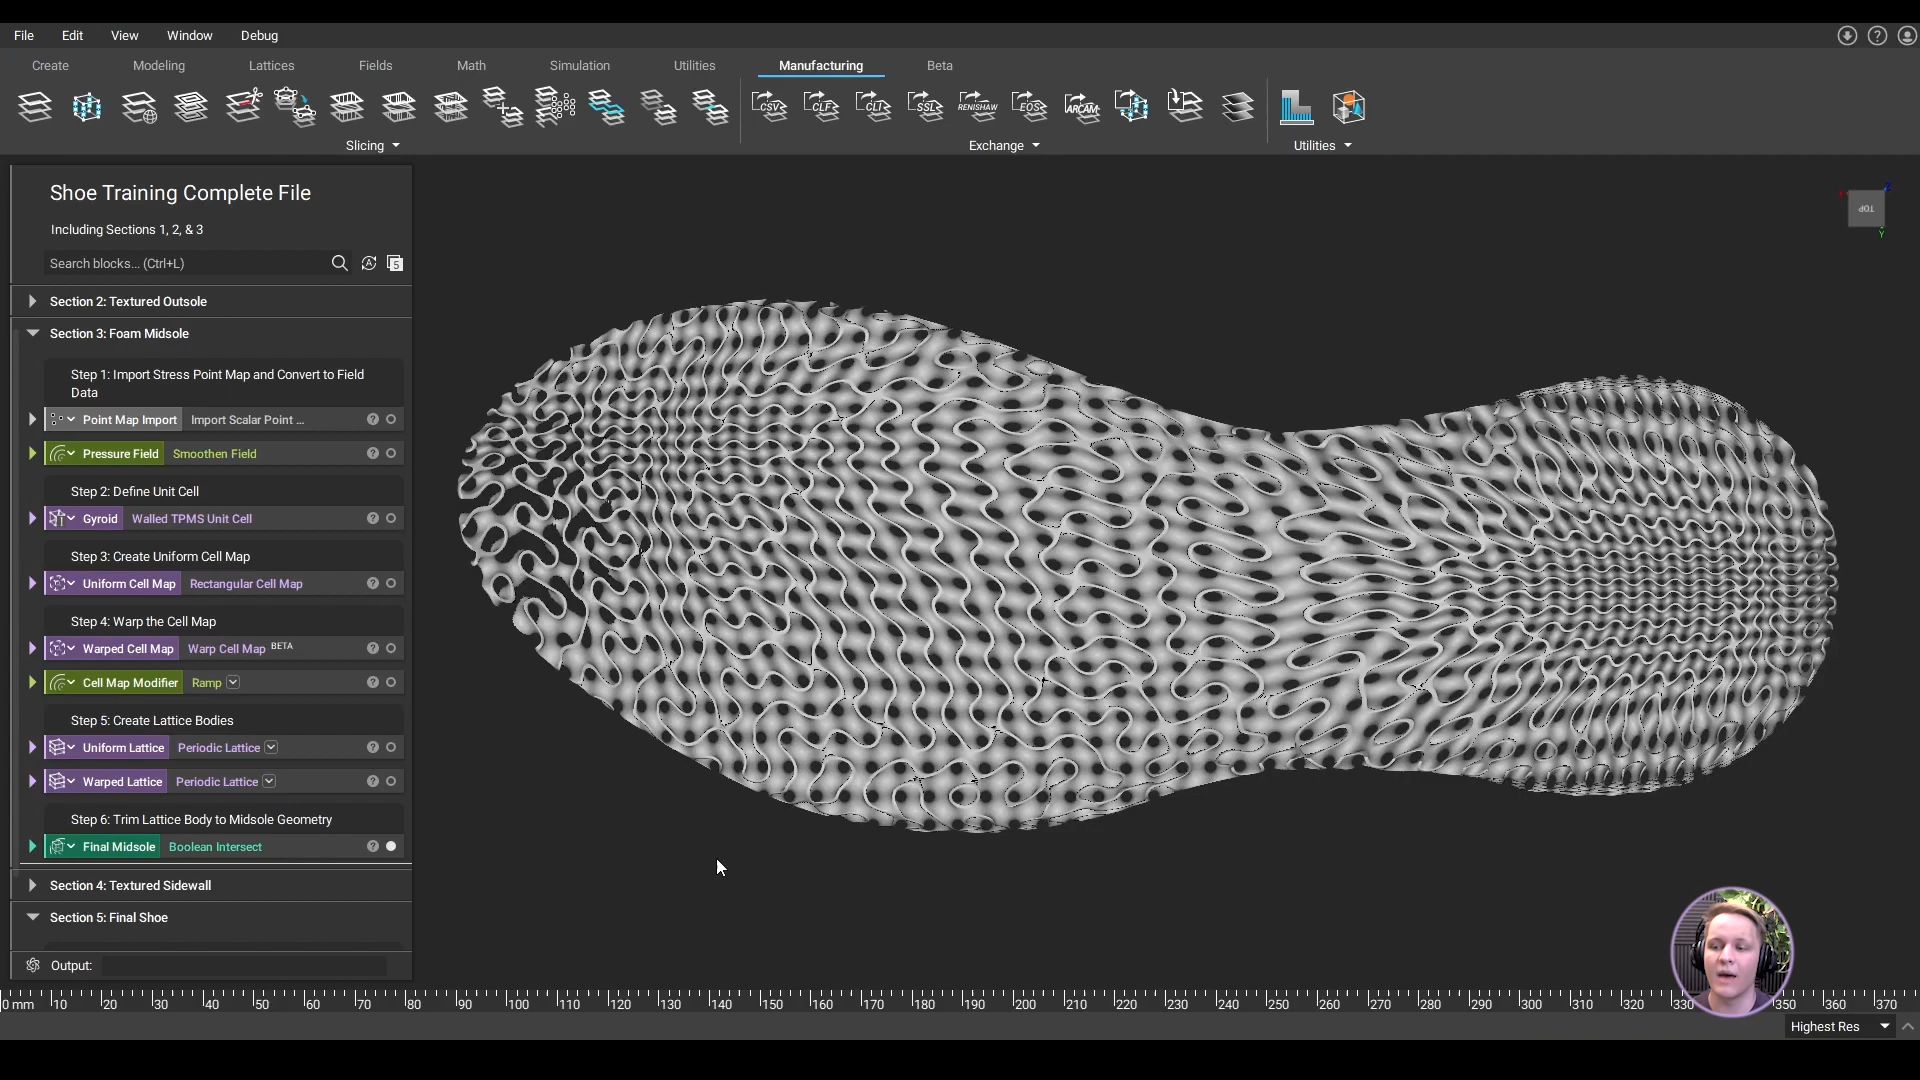 File Edit View Window Debug
Create Modeling Lattices Fields Math Simulation Utilities Manufacturing Beta
CSV CLF CLI SSL RENISHAW EOS ARCAM
Slicing Exchange Utilities
Shoe Training Complete File
Including Sections 1, 2, & 3
Search blocks... (Ctrl+L)
5
Section 2: Textured Outsole
Section 3: Foam Midsole
Step 1: Import Stress Point Map and Convert to Field
Data
Point Map Import Import Scalar Point ...
Pressure Field Smoothen Field
Step 2: Define Unit Cell
Gyroid Walled TPMS Unit Cell
Step 3: Create Uniform Cell Map
Uniform Cell Map Rectangular Cell Map
Step 4: Warp the Cell Map
Warped Cell Map Warp Cell Map BETA
Cell Map Modifier Ramp
Step 5: Create Lattice Bodies
Uniform Lattice Periodic Lattice
Warped Lattice Periodic Lattice
Step 6: Trim Lattice Body to Midsole Geometry
Final Midsole Boolean Intersect
Section 4: Textured Sidewall
Section 5: Final Shoe
Output:
TOP
Y
0 mm 10 20 30 40 50 60 70 80 90 100 110 120 130 140 150 160 170 180 190 200 210 220 230 240 250 260 270 280 290 300 310 320 330 350 360 370
Highest Res